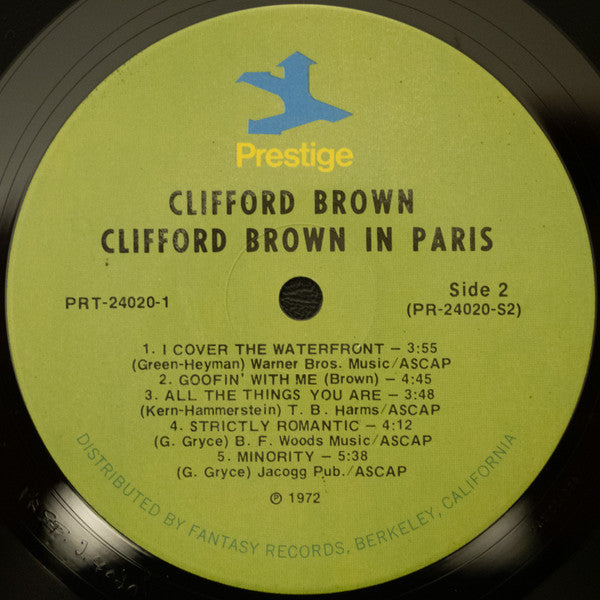 Prestige
CLIFFORD BROWN
CLIFFORD BROWN IN PARIS
PRT-24020-1
Side 2
(PR-24020-S2)
1. I COVER THE WATERFRONT – 3:55
(Green-Heyman) Warner Bros. Music/ASCAP
2. GOOFIN' WITH ME (Brown) – 4:45
3. ALL THE THINGS YOU ARE – 3:48
(Kern-Hammerstein) T. B. Harms/ASCAP
4. STRICTLY ROMANTIC – 4:12
(G. Gryce) B. F. Woods Music/ASCAP
5. MINORITY – 5:38
(G. Gryce) Jacogg Pub./ASCAP
℗ 1972
DISTRIBUTED BY FANTASY RECORDS, BERKELEY, CALIFORNIA